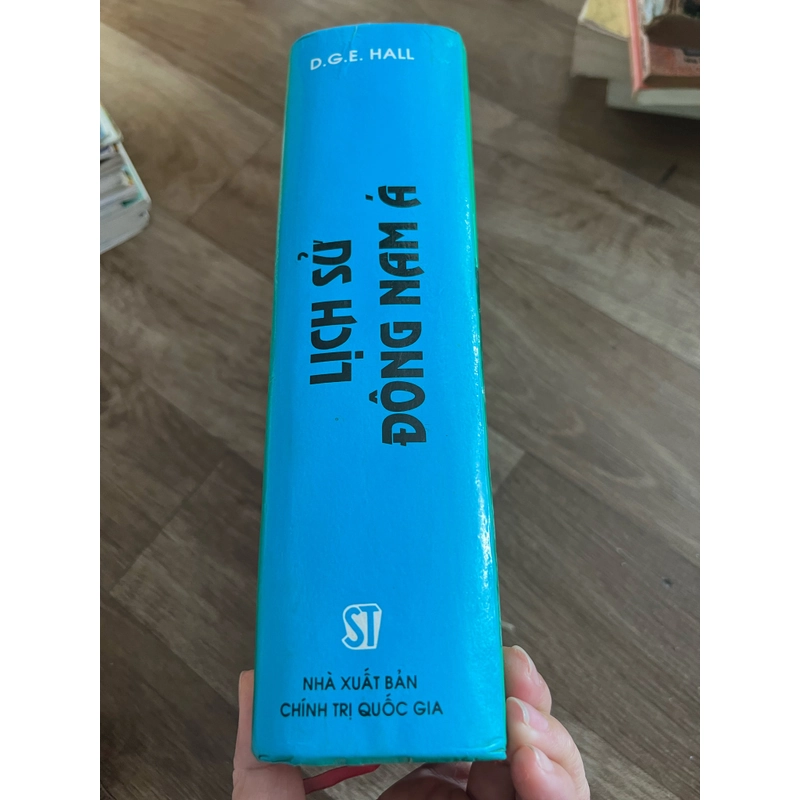 D.G.E. HALL
LỊCH SỬ
ĐÔNG NAM Á
ST
NHÀ XUẤT BẢN
CHÍNH TRỊ QUỐC GIA